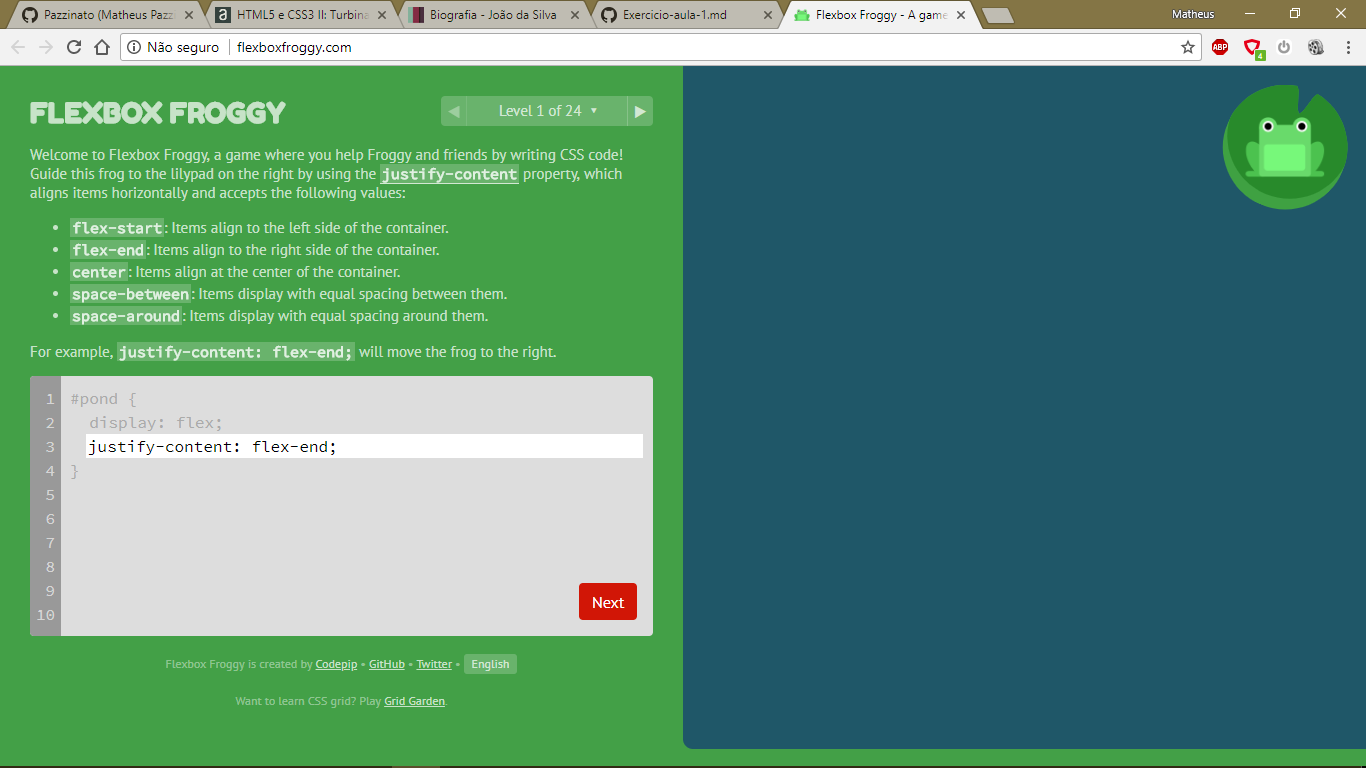 Pazzinato (Matheus Pazzi
HTML5 e CSS3 II: Turbina
Biografia - João da Silva
Exercicio-aula-1.md
Flexbox Froggy - A game
Matheus
Não seguro
flexboxfroggy.com
ABP
4
FLEXBOX FROGGY
◀ Level 1 of 24 ▼ ▶
Welcome to Flexbox Froggy, a game where you help Froggy and friends by writing CSS code!
Guide this frog to the lilypad on the right by using the justify-content property, which
aligns items horizontally and accepts the following values:
• flex-start: Items align to the left side of the container.
• flex-end: Items align to the right side of the container.
• center: Items align at the center of the container.
• space-between: Items display with equal spacing between them.
• space-around: Items display with equal spacing around them.
For example, justify-content: flex-end; will move the frog to the right.
1 #pond {
2 display: flex;
3 justify-content: flex-end;
4 }
5
6
7
8
9
10
Next
Flexbox Froggy is created by Codepip • GitHub • Twitter • English
Want to learn CSS grid? Play Grid Garden.